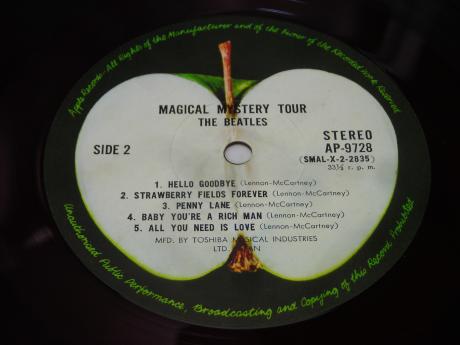 Apple Records · All Rights of the Manufacturer and of the Owner of the Recorded Work Reserved
MAGICAL MYSTERY TOUR
THE BEATLES
SIDE 2
STEREO
AP-9728
(SMAL-X-2-2835)
33⅓ r. p. m.
1. HELLO GOODBYE (Lennon-McCartney)
2. STRAWBERRY FIELDS FOREVER (Lennon-McCartney)
3. PENNY LANE (Lennon-McCartney)
4. BABY YOU'RE A RICH MAN (Lennon-McCartney)
5. ALL YOU NEED IS LOVE (Lennon-McCartney)
MFD. BY TOSHIBA MUSICAL INDUSTRIES
LTD.
Unauthorised Public Performance, Broadcasting and Copying of this Record Prohibited